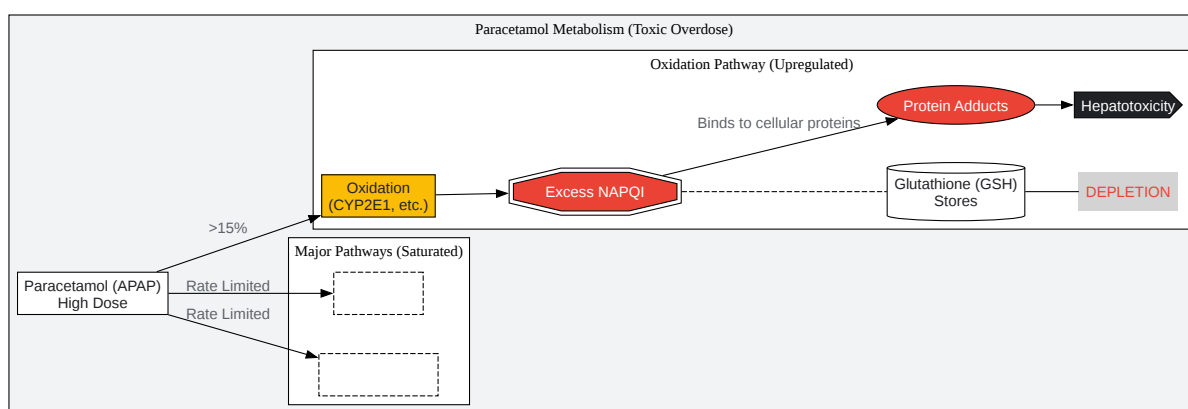 Paracetamol Metabolism (Toxic Overdose)
Oxidation Pathway (Upregulated)
Protein Adducts
Hepatotoxicity
Binds to cellular proteins
Oxidation
(CYP2E1, etc.)
Excess NAPQI
Glutathione (GSH)
Stores
DEPLETION
>15%
Major Pathways (Saturated)
Paracetamol (APAP)
High Dose
Rate Limited
Rate Limited